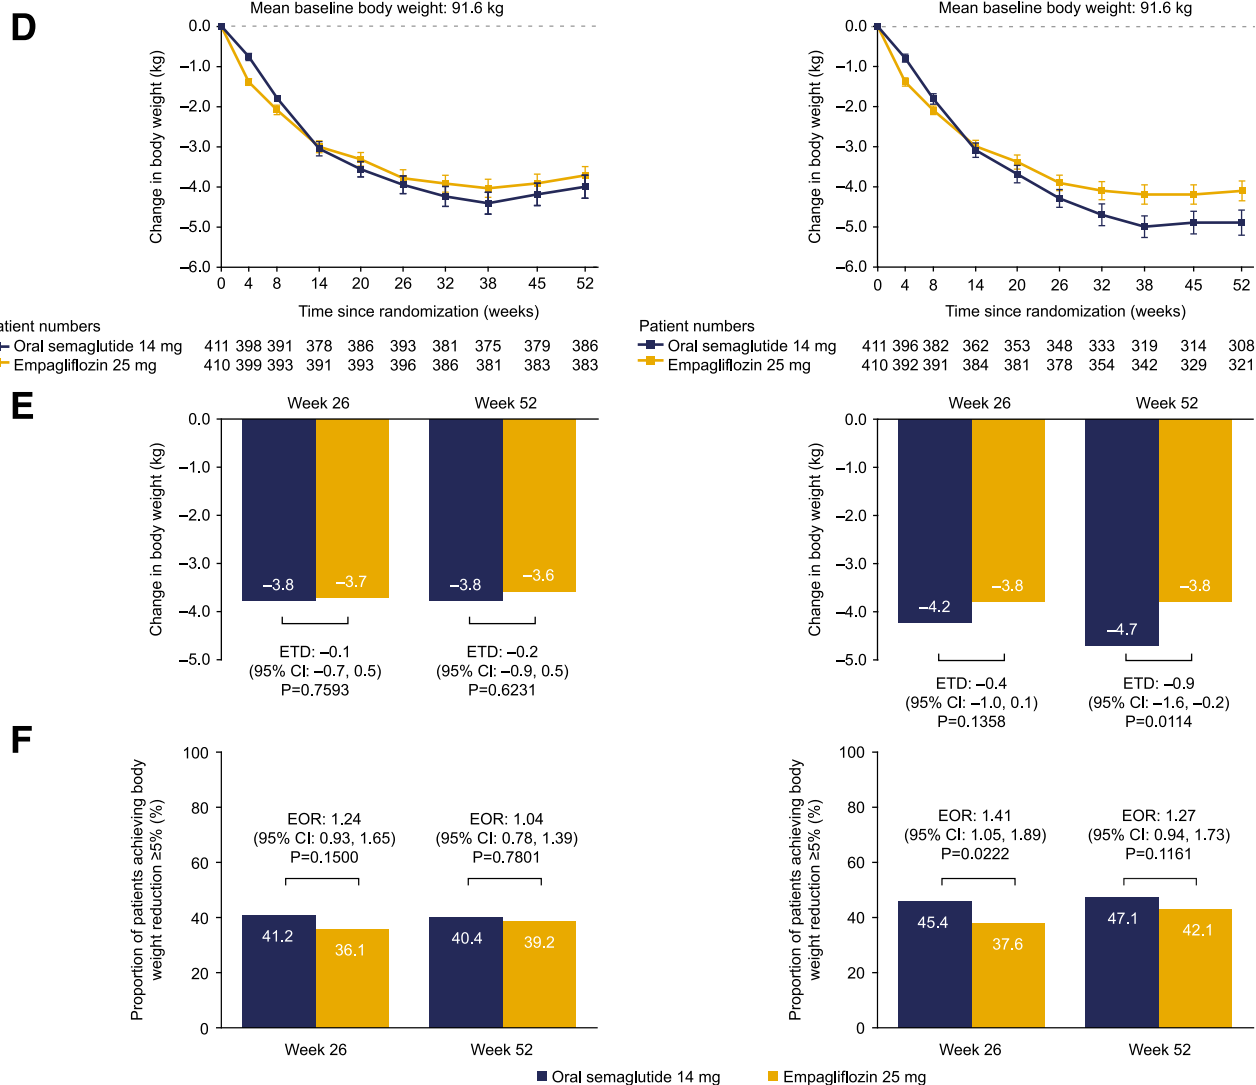 D
Mean baseline body weight: 91.6 kg
Change in body weight (kg)
0.0
–1.0
–2.0
–3.0
–4.0
–5.0
–6.0
0 4 8 14 20 26 32 38 45 52
Time since randomization (weeks)
atient numbers
Oral semaglutide 14 mg 411 398 391 378 386 393 381 375 379 386
Empagliflozin 25 mg 410 399 393 391 393 396 386 381 383 383
Mean baseline body weight: 91.6 kg
Change in body weight (kg)
0.0
–1.0
–2.0
–3.0
–4.0
–5.0
–6.0
0 4 8 14 20 26 32 38 45 52
Time since randomization (weeks)
Patient numbers
Oral semaglutide 14 mg 411 396 382 362 353 348 333 319 314 308
Empagliflozin 25 mg 410 392 391 384 381 378 354 342 329 321
E
Week 26 Week 52
Change in body weight (kg)
0.0
–1.0
–2.0
–3.0
–4.0
–5.0
–3.8 –3.7 –3.8 –3.6
ETD: –0.1
(95% CI: –0.7, 0.5)
P=0.7593
ETD: –0.2
(95% CI: –0.9, 0.5)
P=0.6231
Week 26 Week 52
Change in body weight (kg)
0.0
–1.0
–2.0
–3.0
–4.0
–5.0
–4.2 –3.8 –4.7 –3.8
ETD: –0.4
(95% CI: –1.0, 0.1)
P=0.1358
ETD: –0.9
(95% CI: –1.6, –0.2)
P=0.0114
F
Proportion of patients achieving body
weight reduction ≥5% (%)
100
80
60
40
20
0
EOR: 1.24
(95% CI: 0.93, 1.65)
P=0.1500
EOR: 1.04
(95% CI: 0.78, 1.39)
P=0.7801
41.2 36.1 40.4 39.2
Week 26 Week 52
Proportion of patients achieving body
weight reduction ≥5% (%)
100
80
60
40
20
0
EOR: 1.41
(95% CI: 1.05, 1.89)
P=0.0222
EOR: 1.27
(95% CI: 0.94, 1.73)
P=0.1161
45.4 37.6 47.1 42.1
Week 26 Week 52
Oral semaglutide 14 mg Empagliflozin 25 mg